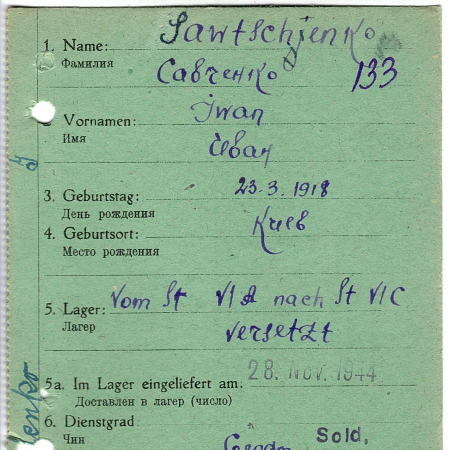 1. Name: Sawtschjenko
Фамилия
Савченко 133
2. Vornamen: Iwan
Имя
Иван
3. Geburtstag: 23.3.1918
День рождения
4. Geburtsort: Киев
Место рождения
5. Lager: Vom St VI A nach St VI C
Лагер
versetzt
5a. Im Lager eingeliefert am: 28. Nov. 1944
Доставлен в лагер (число)
6. Dienstgrad
Чин
Sold.